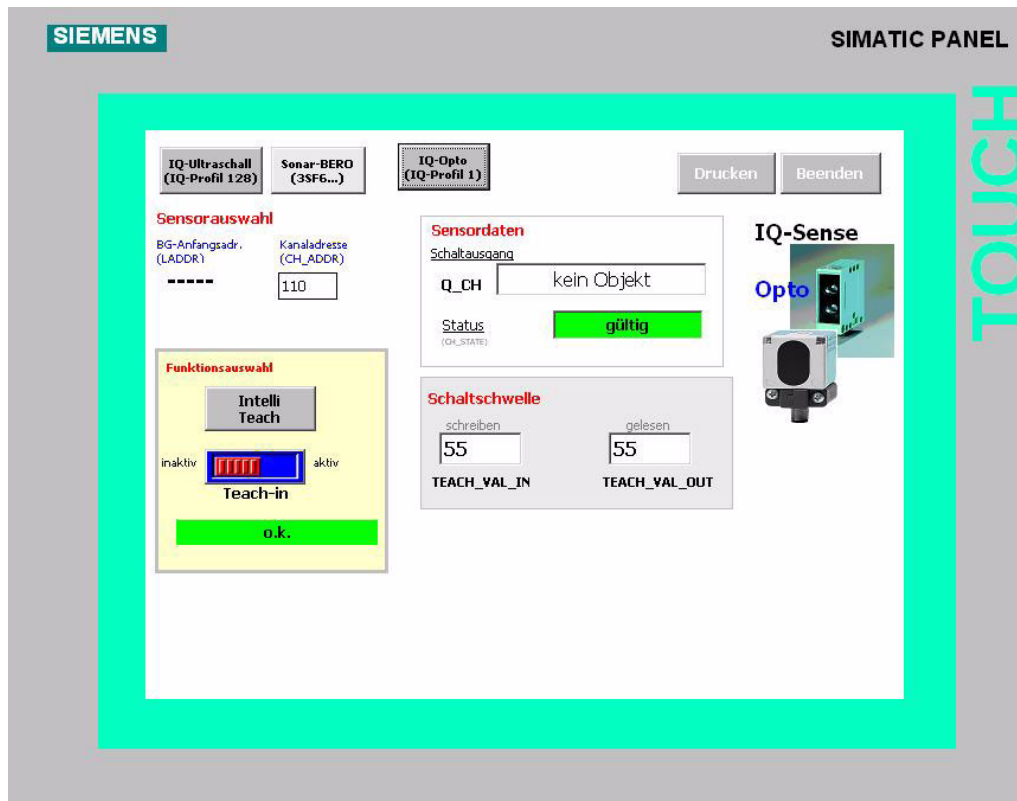 SIEMENS
SIMATIC PANEL
TOUCH
IQ-Ultraschall
(IQ-Profil 128)
Sonar-BERO
(3SF6...)
IQ-Opto
(IQ-Profil 1)
Drucken
Beenden
Sensorauswahl
BG-Anfangsadr.
(LADDR)
Kanaladresse
(CH_ADDR)
-----
110
Sensordaten
Schaltausgang
Q_CH
kein Objekt
Status
(CH_STATE)
gültig
IQ-Sense
Opto
Funktionsauswahl
Intelli
Teach
inaktiv
aktiv
Teach-in
o.k.
Schaltschwelle
schreiben
gelesen
55
55
TEACH_VAL_IN
TEACH_VAL_OUT